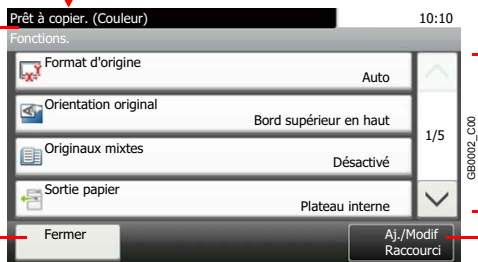 Prêt à copier. (Couleur)
10:10
Fonctions.
Format d'origine
Auto
Orientation original
Bord supérieur en haut
Originaux mixtes
Désactivé
Sortie papier
Plateau interne
1/5
Fermer
Aj./Modif
Raccourci
GB0002_C00